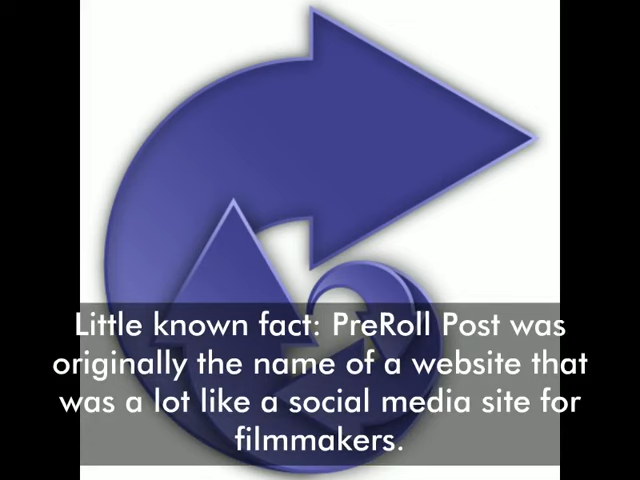 Little known fact: PreRoll Post was
originally the name of a website that
was a lot like a social media site for
filmmakers.